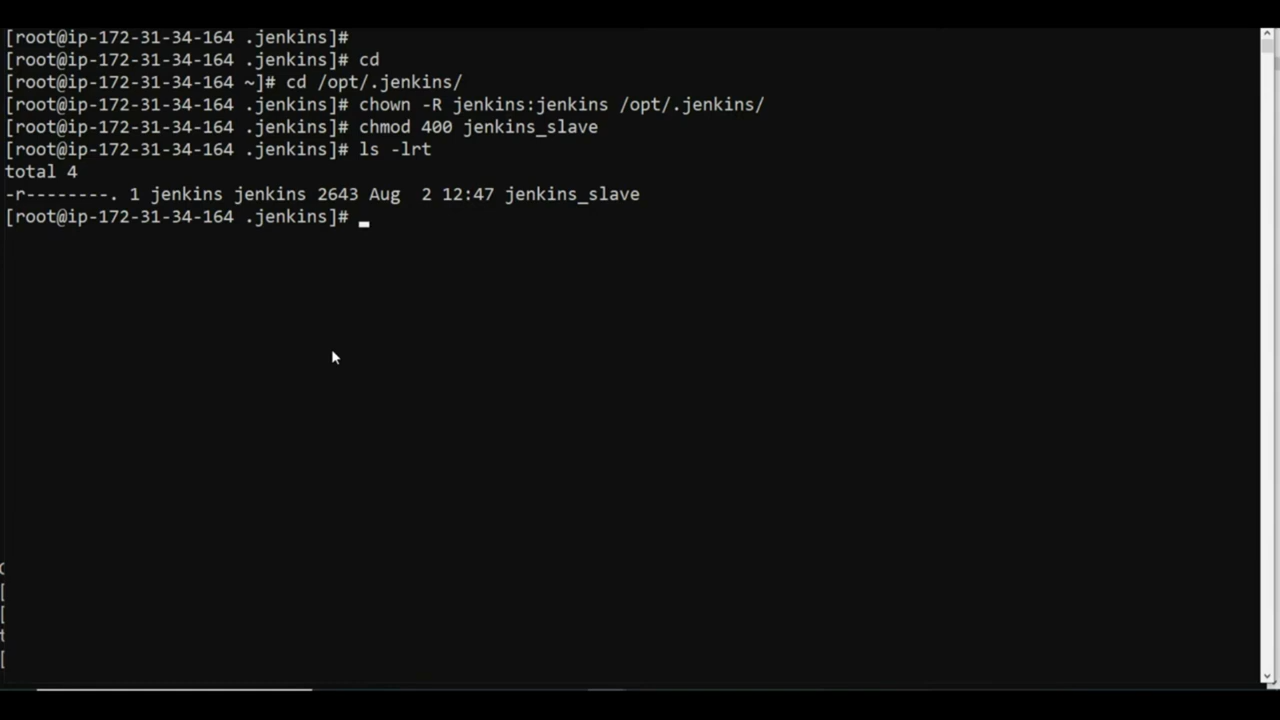 [root@ip-172-31-34-164 .jenkins]#
[root@ip-172-31-34-164 .jenkins]# cd
[root@ip-172-31-34-164 ~]# cd /opt/.jenkins/
[root@ip-172-31-34-164 .jenkins]# chown -R jenkins:jenkins /opt/.jenkins/
[root@ip-172-31-34-164 .jenkins]# chmod 400 jenkins_slave
[root@ip-172-31-34-164 .jenkins]# ls -lrt
total 4
-r--------. 1 jenkins jenkins 2643 Aug  2 12:47 jenkins_slave
[root@ip-172-31-34-164 .jenkins]#